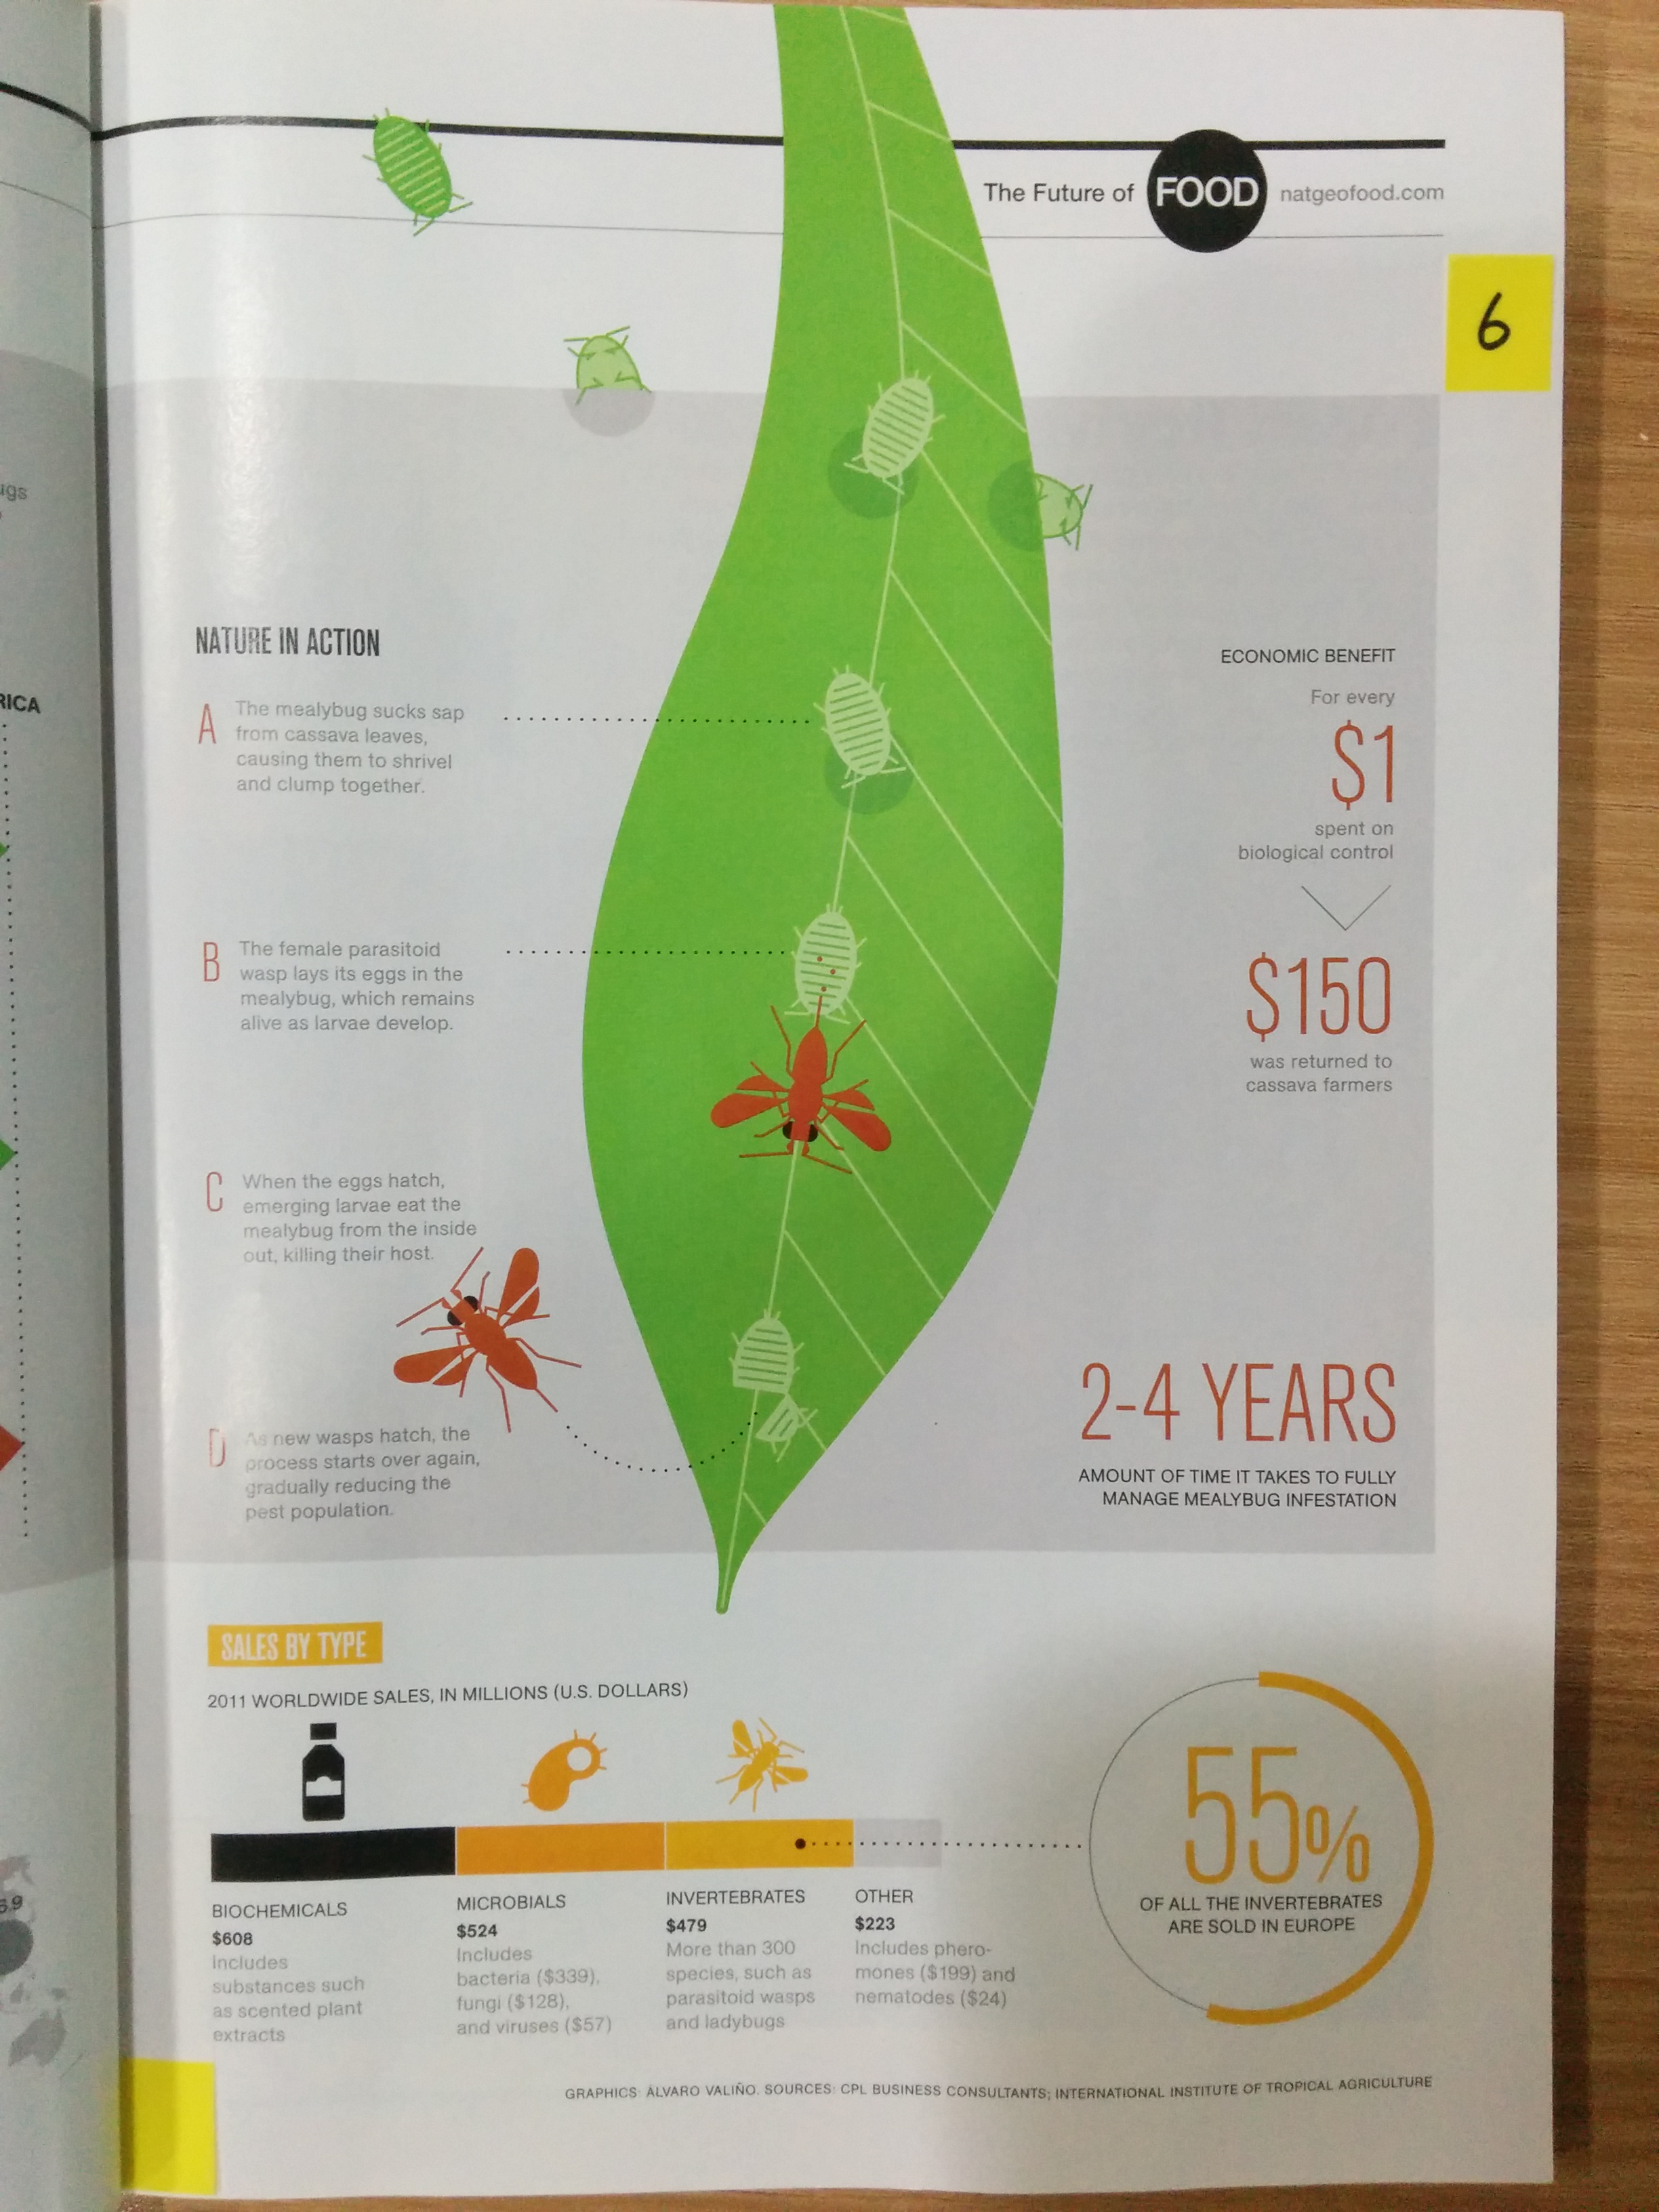 The Future of FOOD natgeofood.com
6
ugs
RICA
NATURE IN ACTION
A
The mealybug sucks sap
from cassava leaves,
causing them to shrivel
and clump together.
B
The female parasitoid
wasp lays its eggs in the
mealybug, which remains
alive as larvae develop.
C
When the eggs hatch,
emerging larvae eat the
mealybug from the inside
out, killing their host.
D
As new wasps hatch, the
process starts over again,
gradually reducing the
pest population.
ECONOMIC BENEFIT
For every
$1
spent on
biological control
$150
was returned to
cassava farmers
2-4 YEARS
AMOUNT OF TIME IT TAKES TO FULLY
MANAGE MEALYBUG INFESTATION
SALES BY TYPE
2011 WORLDWIDE SALES, IN MILLIONS (U.S. DOLLARS)
BIOCHEMICALS
$608
Includes
substances such
as scented plant
extracts
MICROBIALS
$524
Includes
bacteria ($339),
fungi ($128),
and viruses ($57)
INVERTEBRATES
$479
More than 300
species, such as
parasitoid wasps
and ladybugs
OTHER
$223
Includes phero-
mones ($199) and
nematodes ($24)
55%
OF ALL THE INVERTEBRATES
ARE SOLD IN EUROPE
GRAPHICS: ÁLVARO VALIÑO. SOURCES: CPL BUSINESS CONSULTANTS; INTERNATIONAL INSTITUTE OF TROPICAL AGRICULTURE